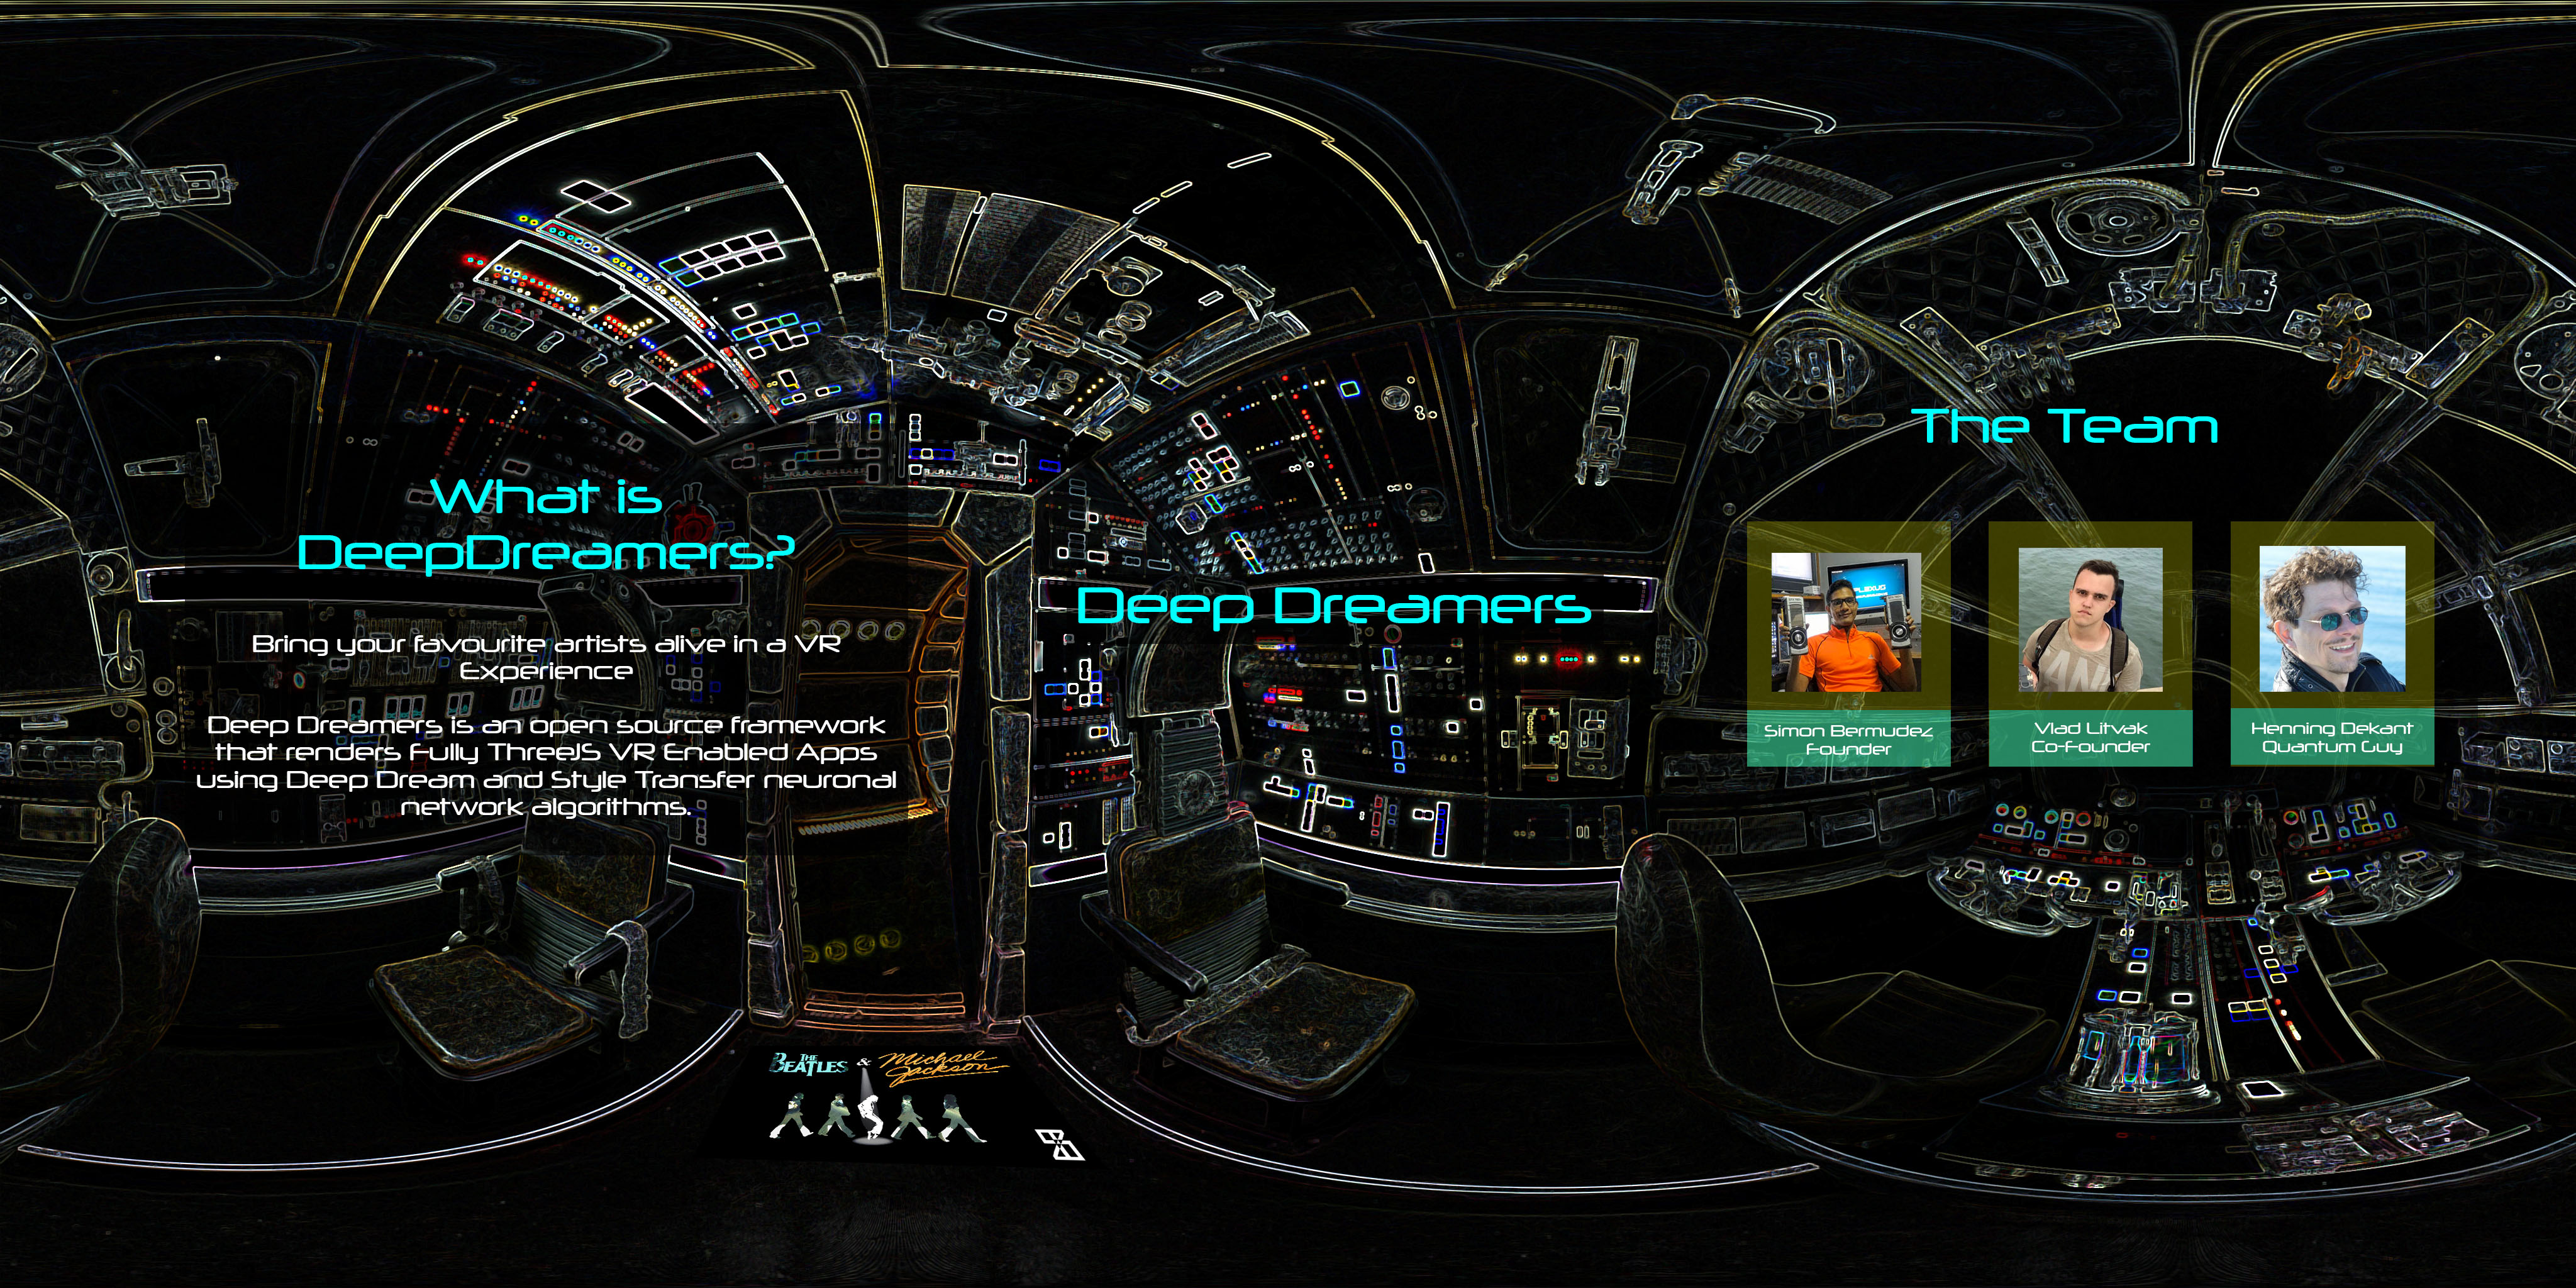 What is
DeepDreamers?
Bring your favourite artists alive in a VR
Experience
Deep Dreamers is an open source framework
that renders Fully ThreeJS VR Enabled Apps
using Deep Dream and Style Transfer neuronal
network algorithms.
Deep Dreamers
The Team
Simon Bermudez
Founder
Vlad Litvak
Co-Founder
Henning Dekant
Quantum Guy
THE
BEATLES & Michael
Jackson